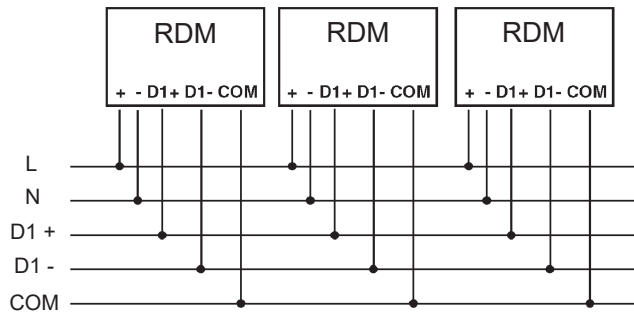 RDM RDM RDM
+ - D1+ D1- COM + - D1+ D1- COM + - D1+ D1- COM
L
N
D1 +
D1 -
COM